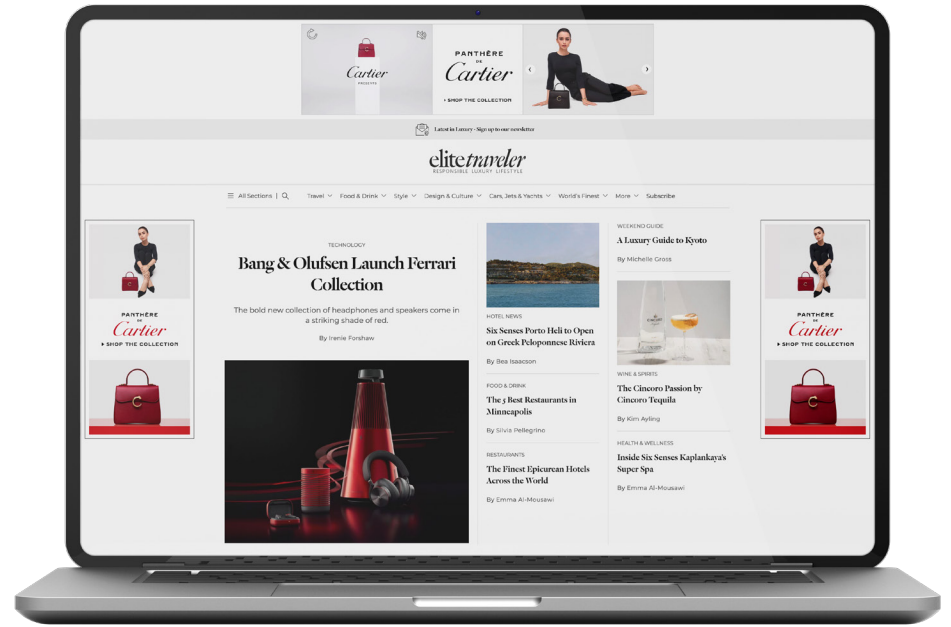 Cartier
PRESENTS
PANTHÈRE
DE
Cartier
SHOP THE COLLECTION
Latest in Luxury - Sign up to our newsletter
elitetraveler
RESPONSIBLE LUXURY LIFESTYLE
All Sections | Travel Food & Drink Style Design & Culture Cars, Jets & Yachts World's Finest More Subscribe
PANTHÈRE
DE
Cartier
SHOP THE COLLECTION
TECHNOLOGY
Bang & Olufsen Launch Ferrari
Collection
The bold new collection of headphones and speakers come in
a striking shade of red.
By Irenie Forshaw
HOTEL NEWS
Six Senses Porto Heli to Open
on Greek Peloponnese Riviera
By Bea Isaacson
FOOD & DRINK
The 5 Best Restaurants in
Minneapolis
By Silvia Pellegrino
RESTAURANTS
The Finest Epicurean Hotels
Across the World
By Emma Al-Mousawi
WEEKEND GUIDE
A Luxury Guide to Kyoto
By Michelle Gross
CINCORO
WINE & SPIRITS
The Cincoro Passion by
Cincoro Tequila
By Kim Ayling
HEALTH & WELLNESS
Inside Six Senses Kaplankaya's
Super Spa
By Emma Al-Mousawi
PANTHÈRE
DE
Cartier
SHOP THE COLLECTION